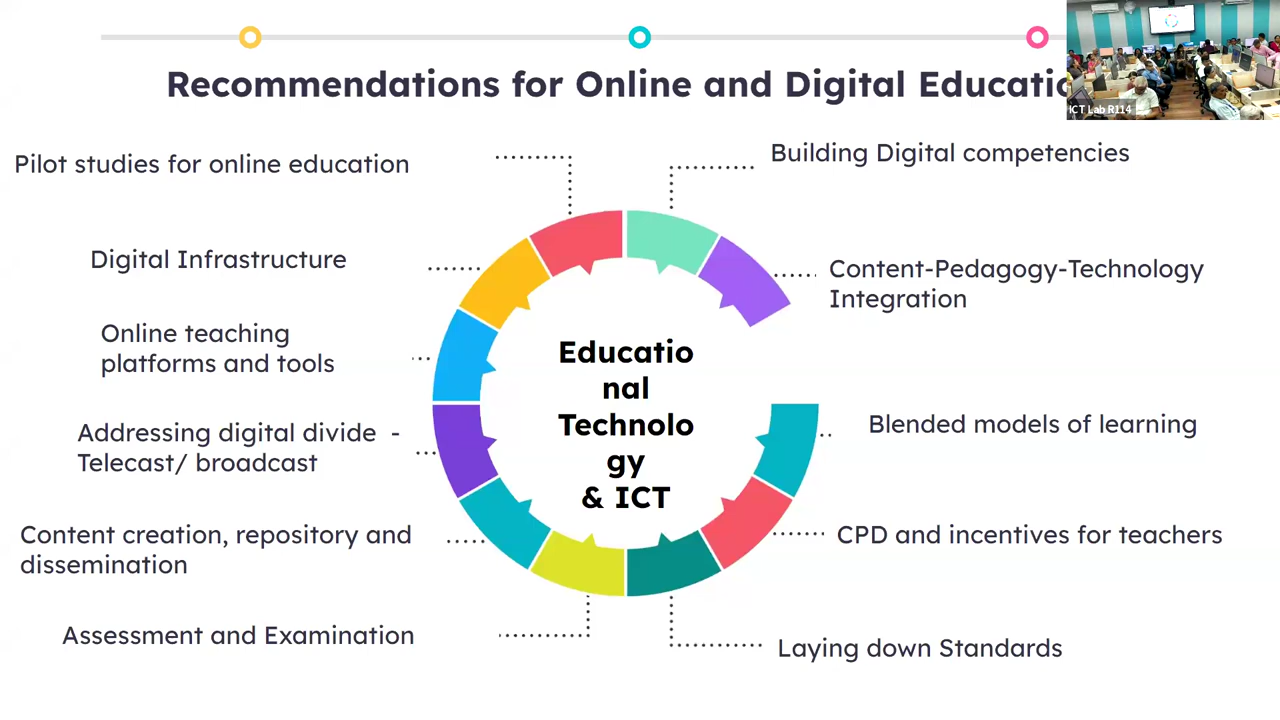 Recommendations for Online and Digital Educatio
ICT Lab R114
Pilot studies for online education
Building Digital competencies
Digital Infrastructure
Content-Pedagogy-Technology
Integration
Online teaching
platforms and tools
Educatio
nal
Technolo
gy
& ICT
Addressing digital divide -
Telecast/ broadcast
Blended models of learning
Content creation, repository and
dissemination
CPD and incentives for teachers
Assessment and Examination
Laying down Standards